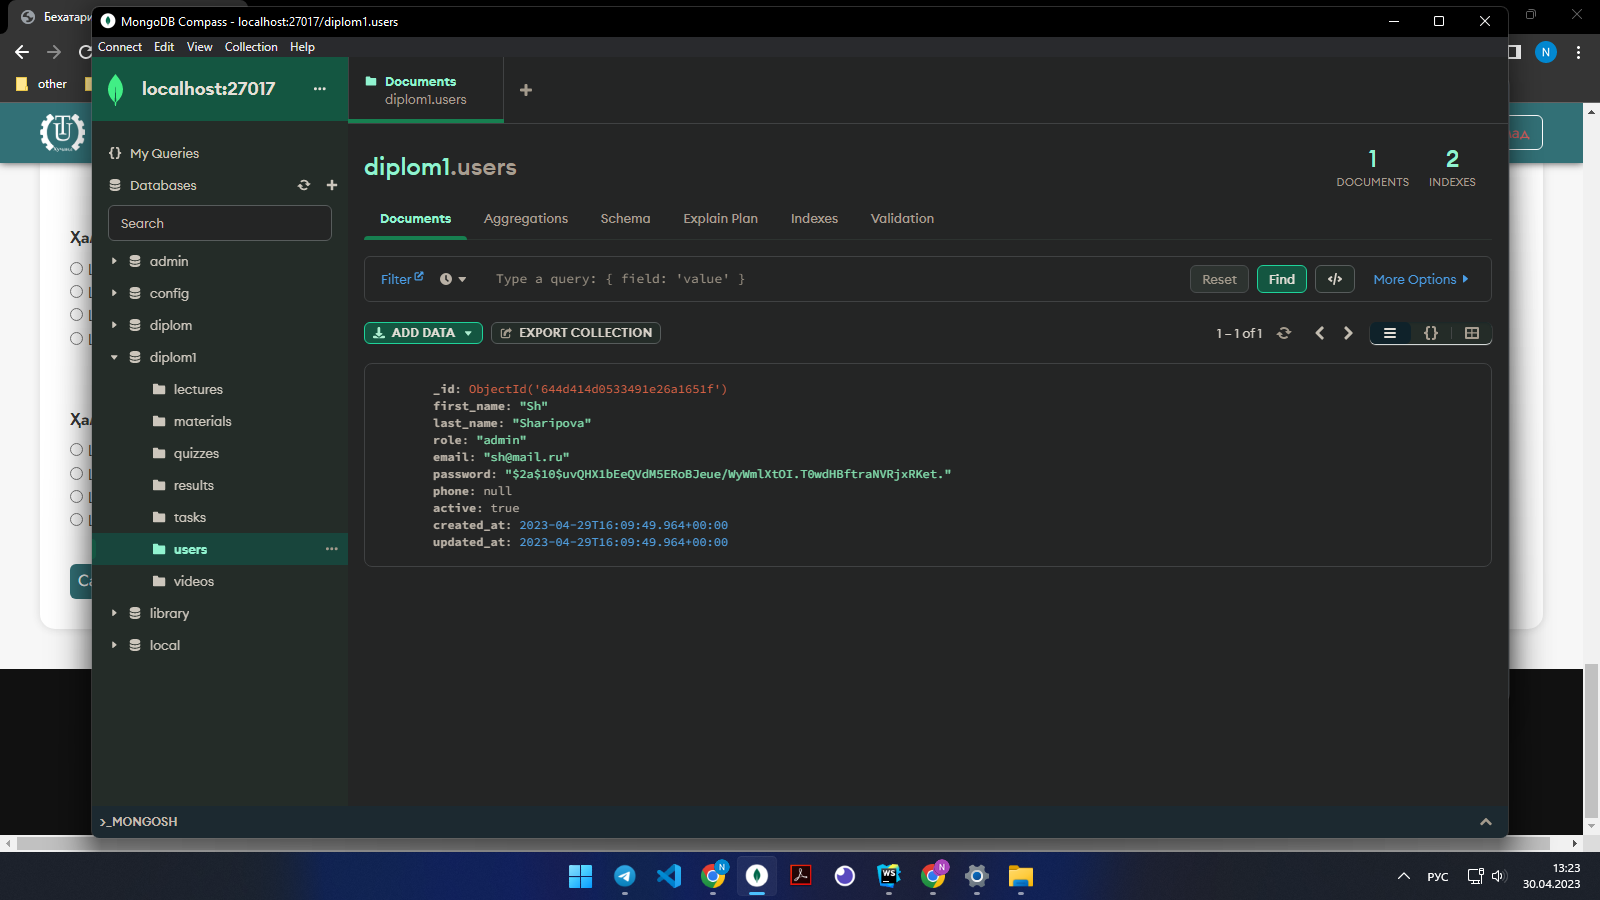 Бехатари
MongoDB Compass - localhost:27017/diplom1.users
Connect Edit View Collection Help
N
other
localhost:27017
Documents
diplom1.users
My Queries
Databases
Search
admin
config
diplom
diplom1
lectures
materials
quizzes
results
tasks
users
videos
library
local
diplom1.users
1
DOCUMENTS
2
INDEXES
Documents Aggregations Schema Explain Plan Indexes Validation
Filter
Type a query: { field: 'value' }
Reset Find </> More Options
ADD DATA EXPORT COLLECTION
1 – 1 of 1
{}
_id: ObjectId('644d414d0533491e26a1651f')
first_name: "Sh"
last_name: "Sharipova"
role: "admin"
email: "sh@mail.ru"
password: "$2a$10$uvQHX1bEeQVdM5ERoBJeue/WyWmlXtOI.T0wdHBftraNVRjxRKet."
phone: null
active: true
created_at: 2023-04-29T16:09:49.964+00:00
updated_at: 2023-04-29T16:09:49.964+00:00
>_MONGOSH
РУС
13:23
30.04.2023